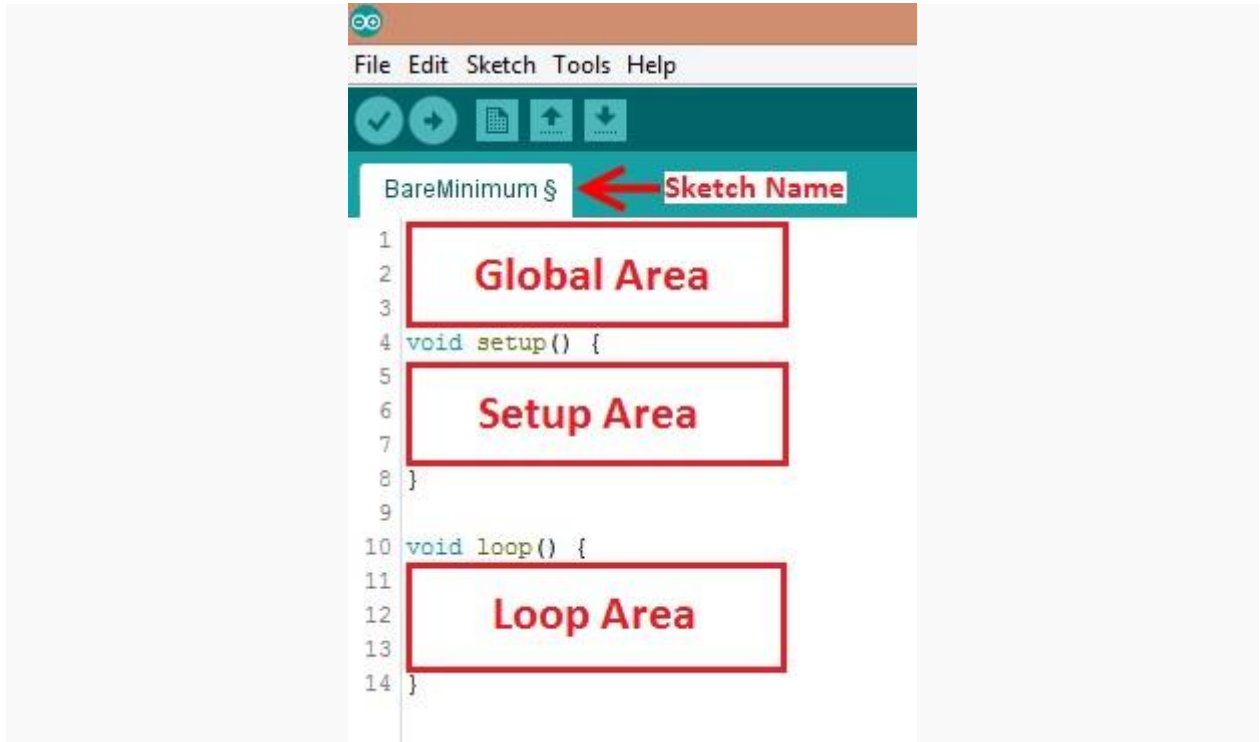 File Edit Sketch Tools Help
BareMinimum § Sketch Name
1
2 Global Area
3
4 void setup() {
5
6 Setup Area
7
8 }
9
10 void loop() {
11
12 Loop Area
13
14 }